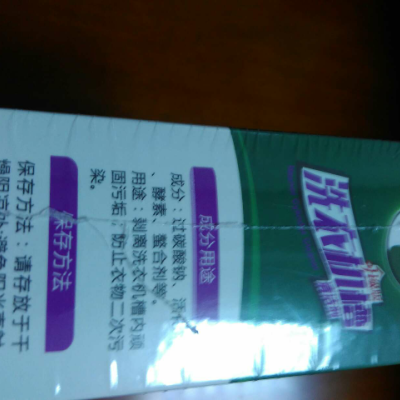 洗衣机槽
成分用途
成分：过碳酸钠、活
、酵素、螯合剂等。
用途：剥离洗衣机槽内顽
固污垢，防止衣物二次污
染。
保存方法
保存方法：请存放于干